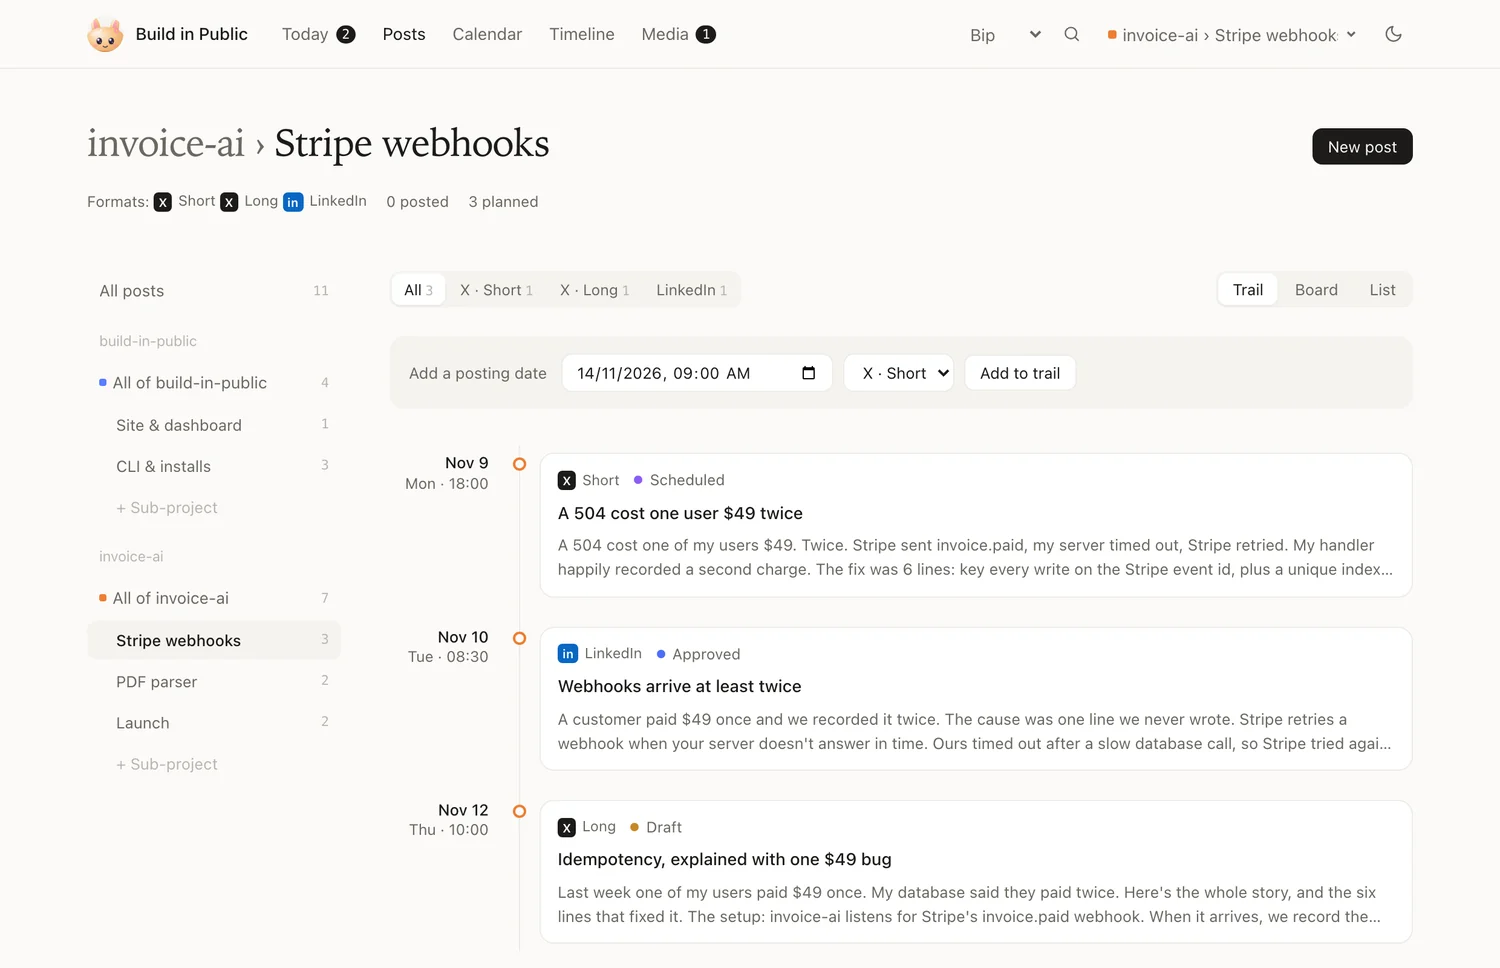 Build in Public
Today 2
Posts
Calendar
Timeline
Media 1
Bip
invoice-ai › Stripe webhook
invoice-ai › Stripe webhooks
New post
Formats: X Short X Long in LinkedIn 0 posted 3 planned
All posts 11
build-in-public
All of build-in-public 4
Site & dashboard 1
CLI & installs 3
+ Sub-project
invoice-ai
All of invoice-ai 7
Stripe webhooks 3
PDF parser 2
Launch 2
+ Sub-project
All 3 X · Short 1 X · Long 1 LinkedIn 1
Trail Board List
Add a posting date 14/11/2026, 09:00 AM X · Short Add to trail
Nov 9
Mon · 18:00
X Short Scheduled
A 504 cost one user $49 twice
A 504 cost one of my users $49. Twice. Stripe sent invoice.paid, my server timed out, Stripe retried. My handler
happily recorded a second charge. The fix was 6 lines: key every write on the Stripe event id, plus a unique index...
Nov 10
Tue · 08:30
in LinkedIn Approved
Webhooks arrive at least twice
A customer paid $49 once and we recorded it twice. The cause was one line we never wrote. Stripe retries a
webhook when your server doesn't answer in time. Ours timed out after a slow database call, so Stripe tried agai...
Nov 12
Thu · 10:00
X Long Draft
Idempotency, explained with one $49 bug
Last week one of my users paid $49 once. My database said they paid twice. Here's the whole story, and the six
lines that fixed it. The setup: invoice-ai listens for Stripe's invoice.paid webhook. When it arrives, we record the...